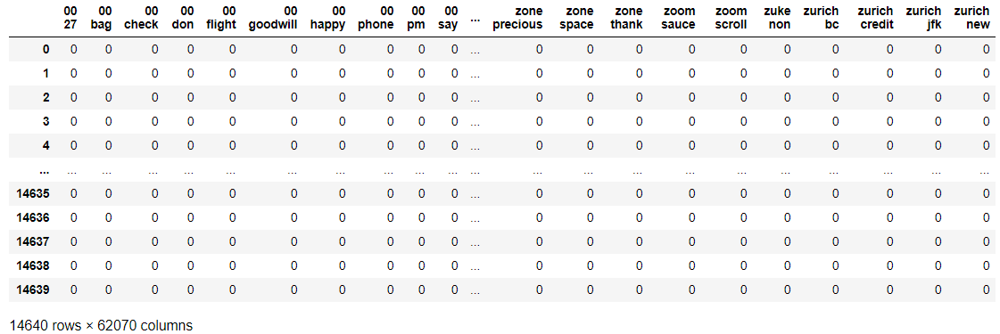 00 00 00 00 00 00 00 00 00 00 ... zone zone zone zoom zoom zuke zurich zurich zurich zurich
27 bag check don flight goodwill happy phone pm say precious space thank sauce scroll non bc credit jfk new
0 0 0 0 0 0 0 0 0 0 0 ... 0 0 0 0 0 0 0 0 0 0
1 0 0 0 0 0 0 0 0 0 0 ... 0 0 0 0 0 0 0 0 0 0
2 0 0 0 0 0 0 0 0 0 0 ... 0 0 0 0 0 0 0 0 0 0
3 0 0 0 0 0 0 0 0 0 0 ... 0 0 0 0 0 0 0 0 0 0
4 0 0 0 0 0 0 0 0 0 0 ... 0 0 0 0 0 0 0 0 0 0
... ... ... ... ... ... ... ... ... ... ... ... ... ... ... ... ... ... ... ... ... ...
14635 0 0 0 0 0 0 0 0 0 0 ... 0 0 0 0 0 0 0 0 0 0
14636 0 0 0 0 0 0 0 0 0 0 ... 0 0 0 0 0 0 0 0 0 0
14637 0 0 0 0 0 0 0 0 0 0 ... 0 0 0 0 0 0 0 0 0 0
14638 0 0 0 0 0 0 0 0 0 0 ... 0 0 0 0 0 0 0 0 0 0
14639 0 0 0 0 0 0 0 0 0 0 ... 0 0 0 0 0 0 0 0 0 0
14640 rows × 62070 columns